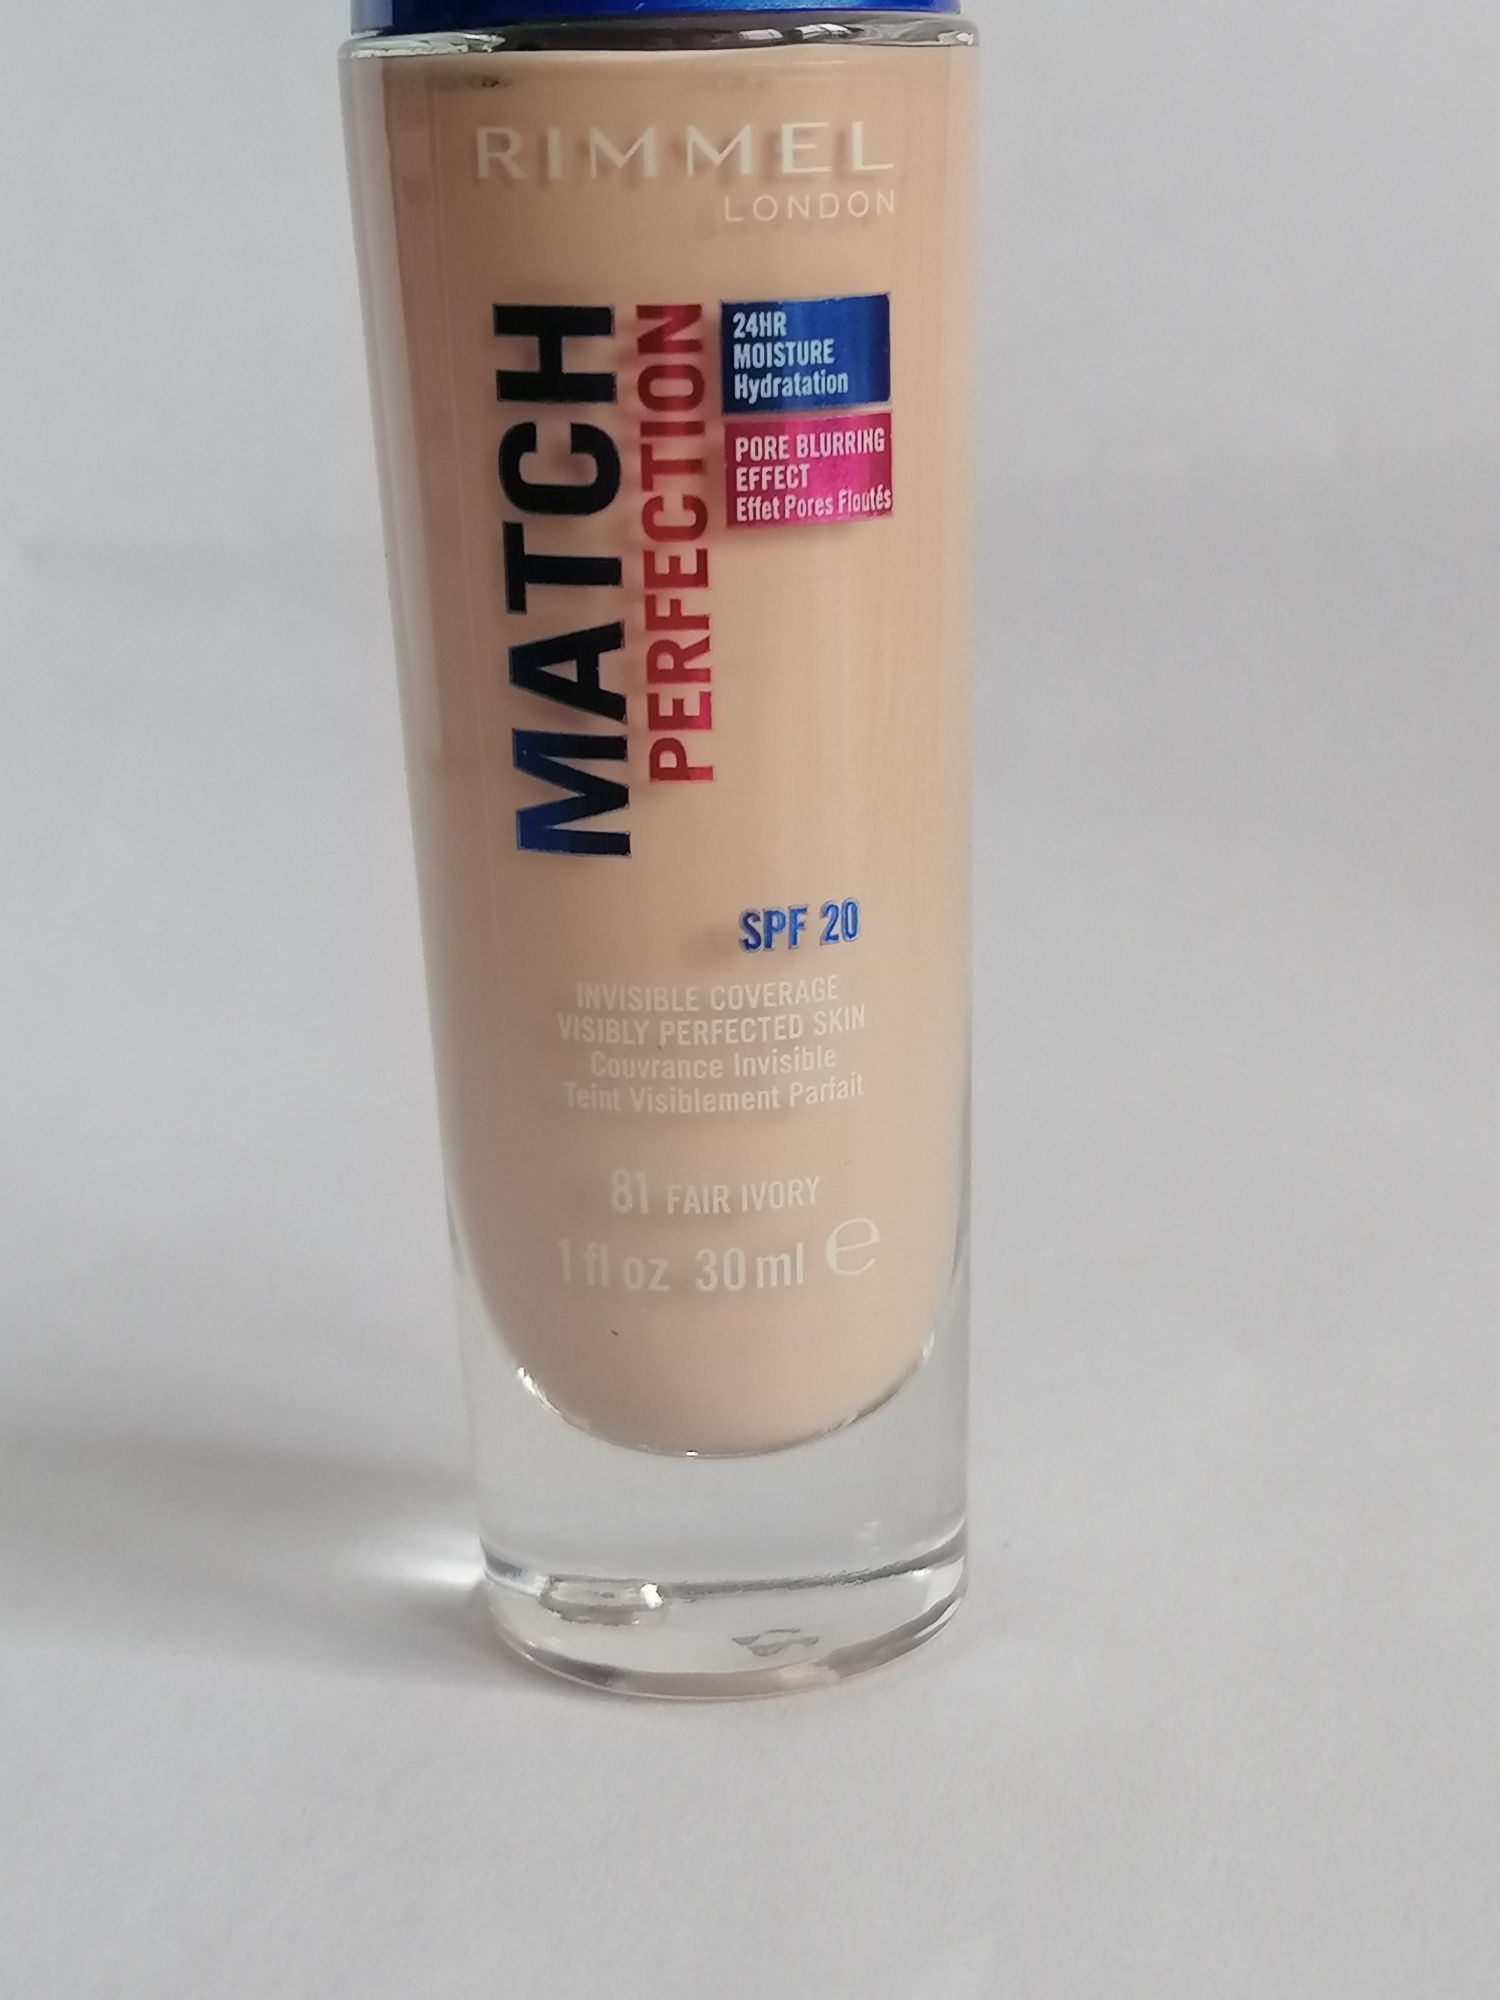 RIMMEL
LONDON
MATCH
PERFECTION
24HR
MOISTURE
Hydratation
PORE BLURRING
EFFECT
Effet Pores Floutés
SPF 20
INVISIBLE COVERAGE
VISIBLY PERFECTED SKIN
Couvrance Invisible
Teint Visiblement Parfait
81 FAIR IVORY
1 fl oz 30 ml ℮